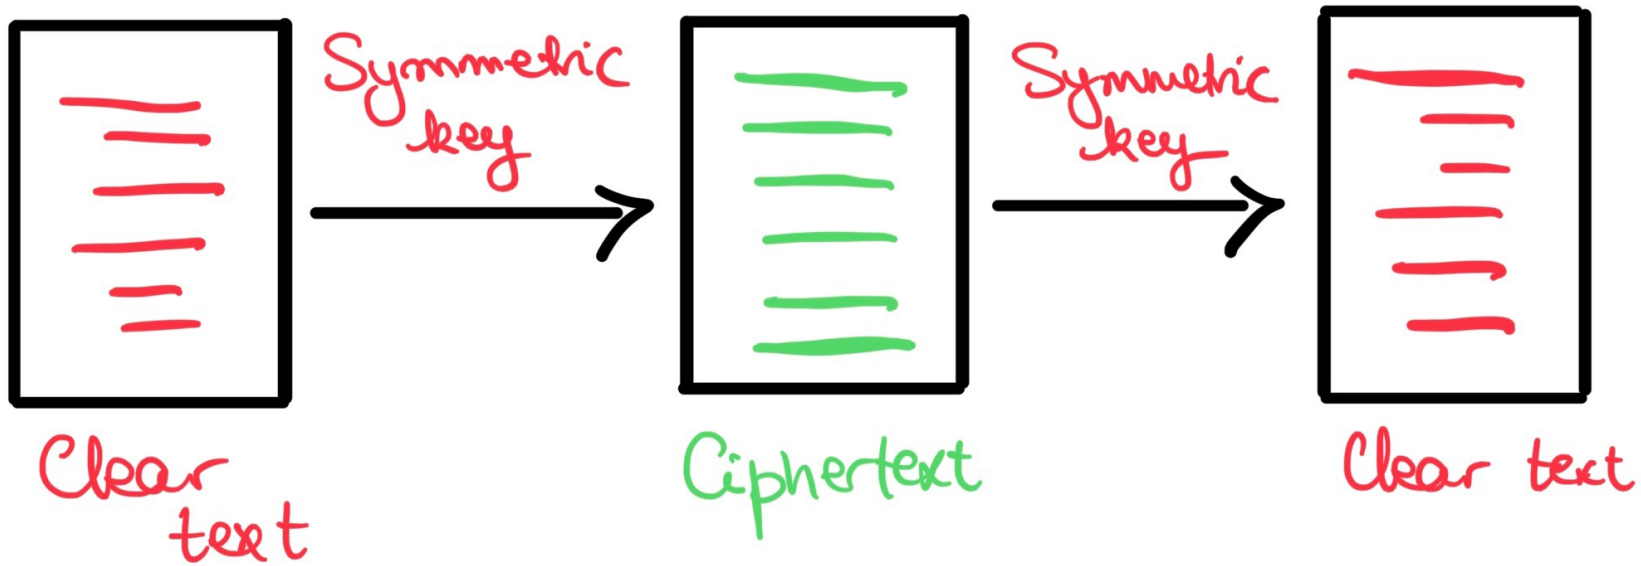 Symmetric
key
Symmetric
key
Clear
text
Ciphertext
Clear text